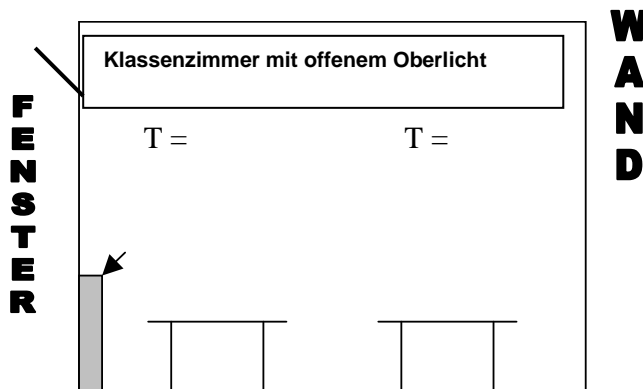 Klassenzimmer mit offenem Oberlicht
FENSTER
T =
T =
WAND